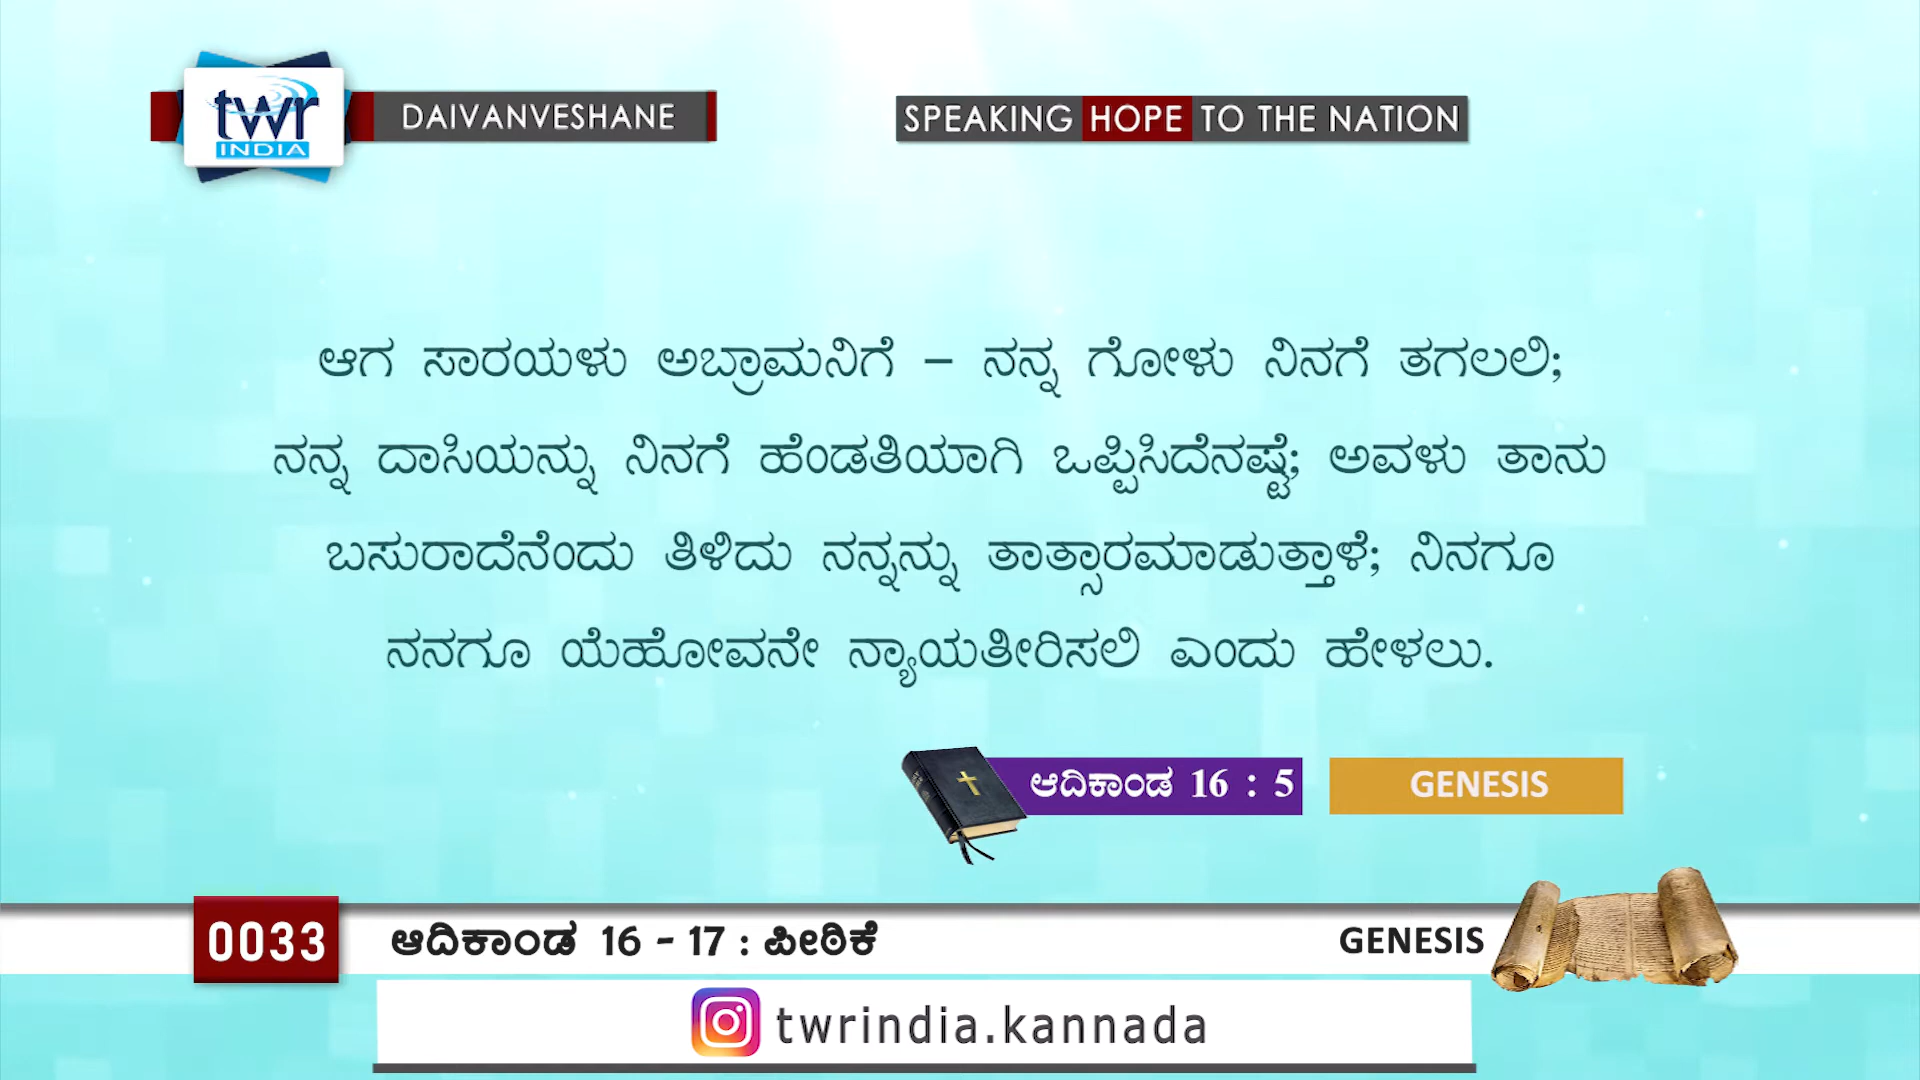 twr
INDIA
DAIVANVESHANE
SPEAKING HOPE TO THE NATION
ಆಗ ಸಾರಯಳು ಅಬ್ರಾಮನಿಗೆ – ನನ್ನ ಗೋಳು ನಿನಗೆ ತಗಲಲಿ;
ನನ್ನ ದಾಸಿಯನ್ನು ನಿನಗೆ ಹೆಂಡತಿಯಾಗಿ ಒಪ್ಪಿಸಿದೆನಷ್ಟೆ; ಅವಳು ತಾನು
ಬಸುರಾದೆನೆಂದು ತಿಳಿದು ನನ್ನನ್ನು ತಾತ್ಸಾರಮಾಡುತ್ತಾಳೆ; ನಿನಗೂ
ನನಗೂ ಯೆಹೋವನೇ ನ್ಯಾಯತೀರಿಸಲಿ ಎಂದು ಹೇಳಲು.
ಆದಿಕಾಂಡ 16 : 5
GENESIS
0033
ಆದಿಕಾಂಡ 16 - 17 : ಪೀಠಿಕೆ
GENESIS
twrindia.kannada